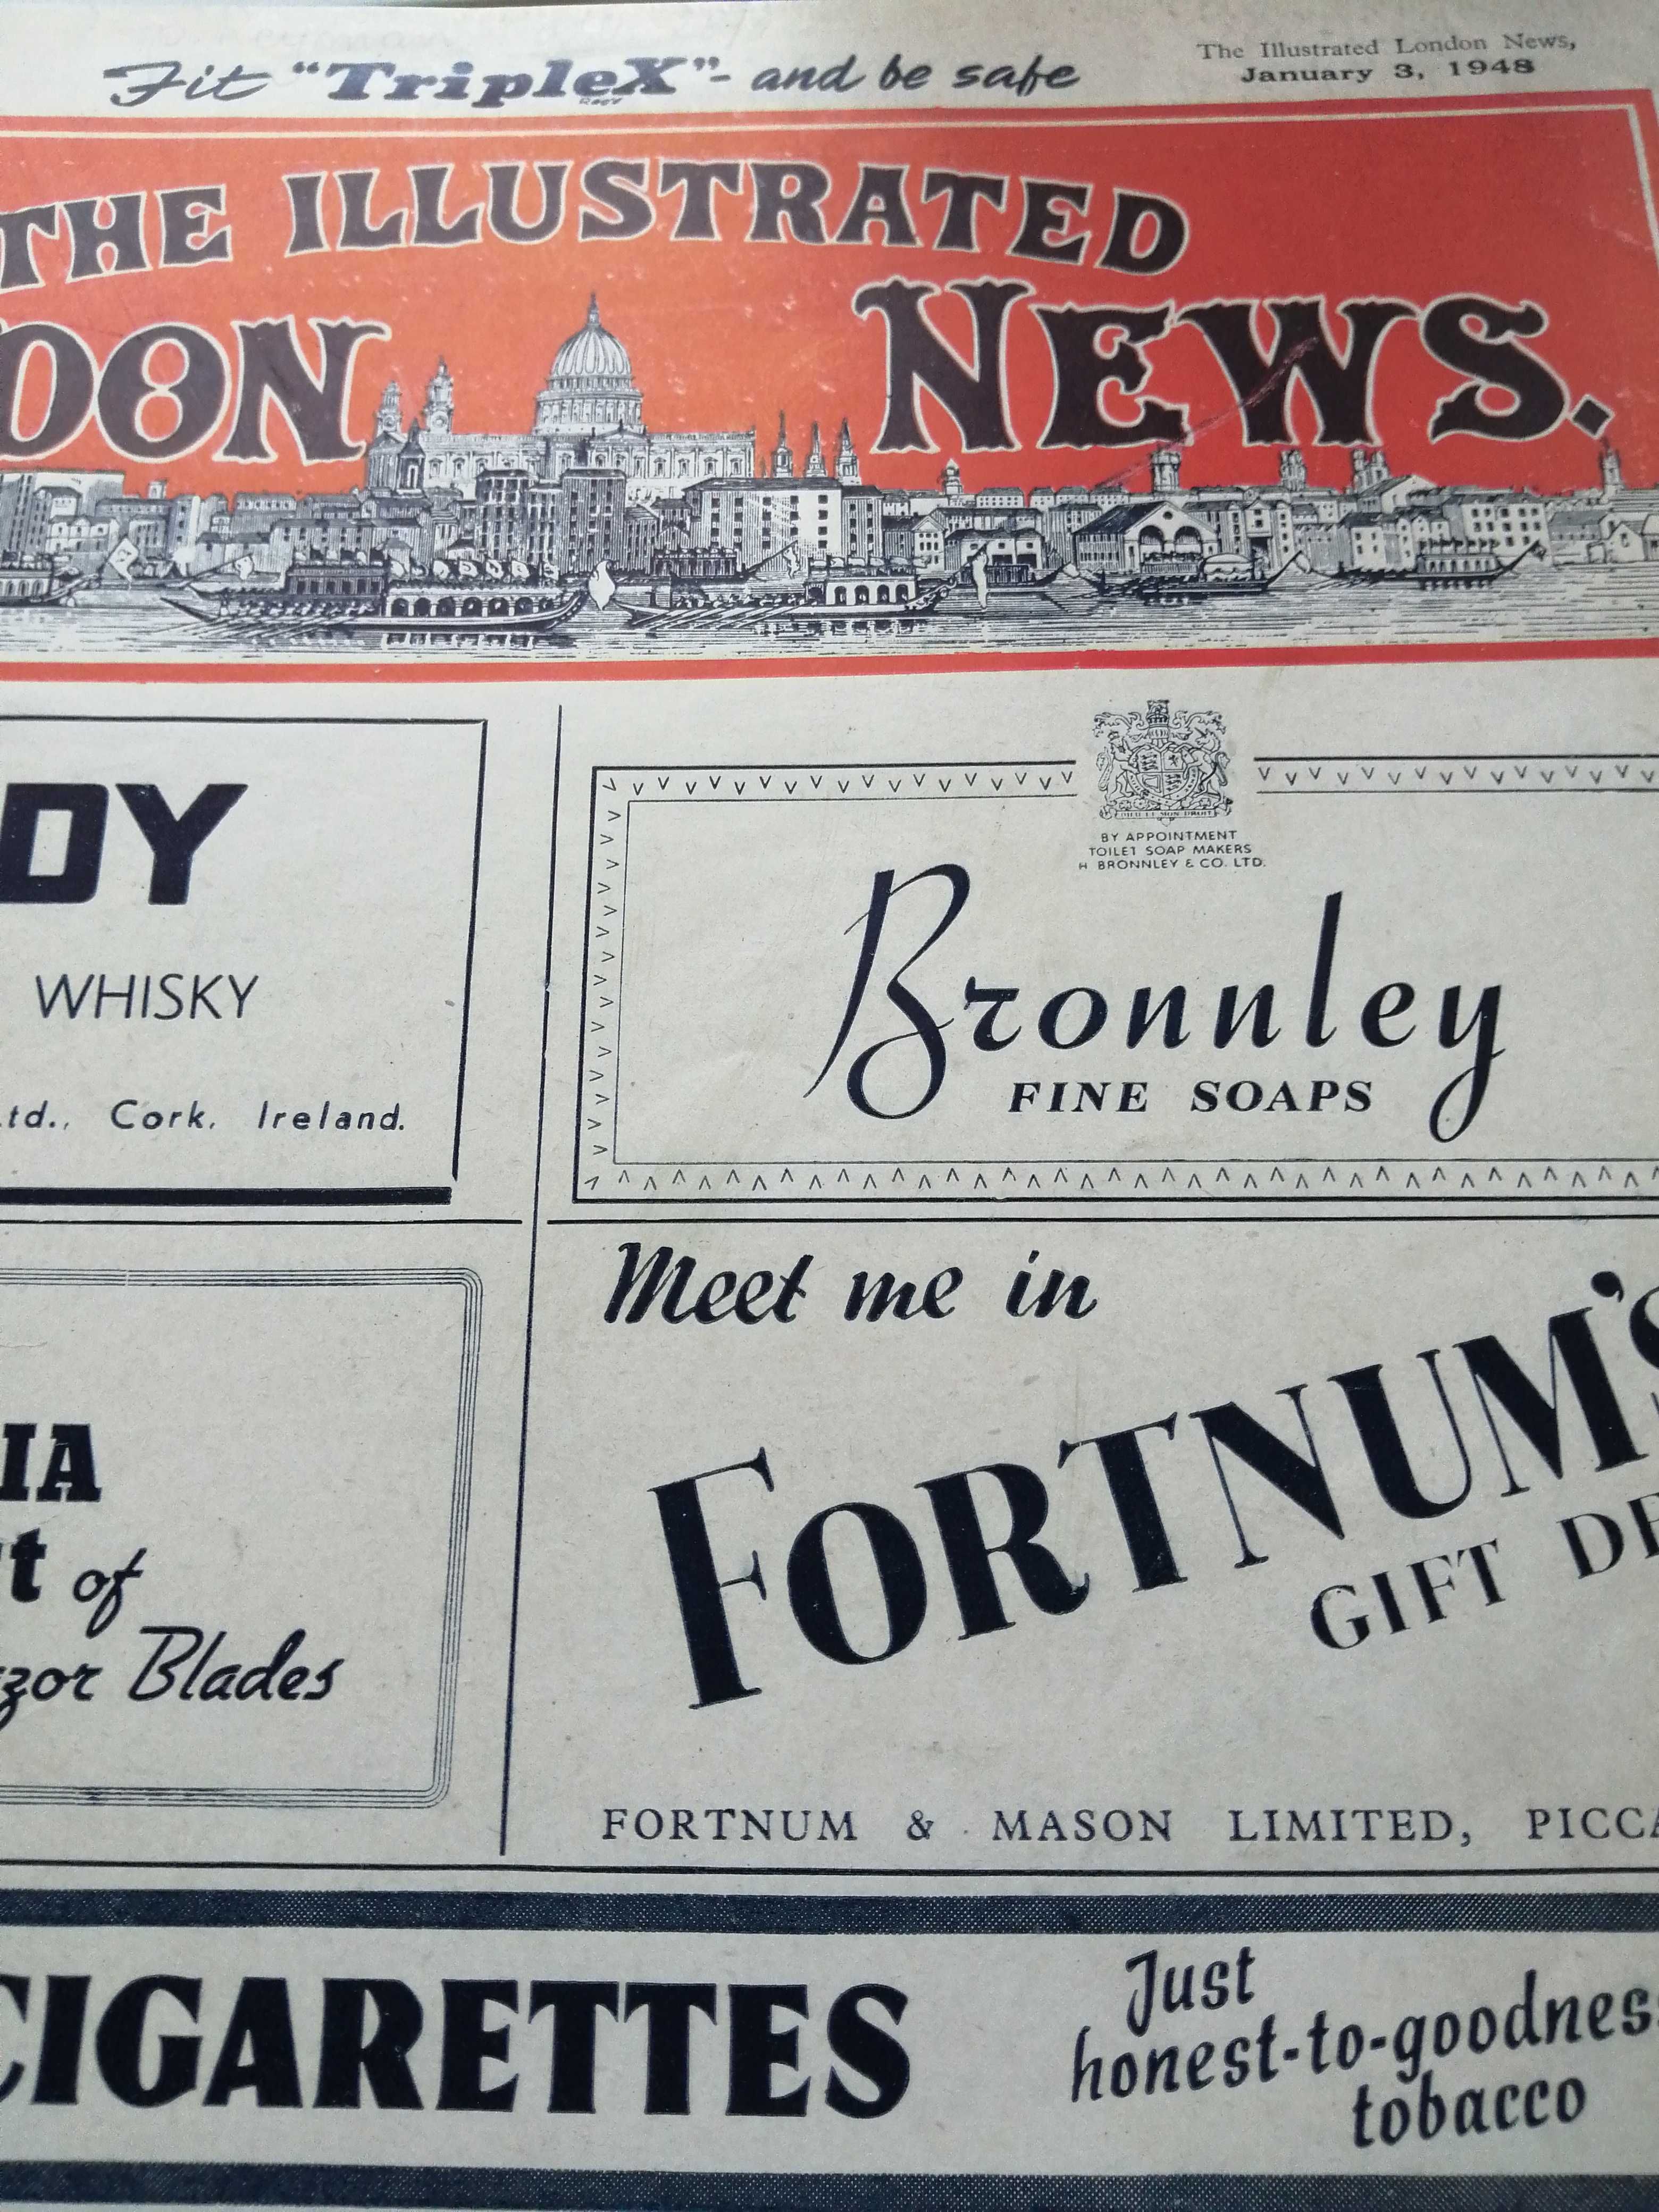 Fit "TripleX" - and be safe
REGD
The Illustrated London News,
January 3, 1948
THE ILLUSTRATED
DON NEWS.
DY
WHISKY
td., Cork, Ireland.
BY APPOINTMENT
TOILET SOAP MAKERS
H BRONNLEY & CO. LTD.
Bronnley
FINE SOAPS
IA
t of
zor Blades
Meet me in
FORTNUM'S
GIFT DE
FORTNUM & MASON LIMITED, PICCA
CIGARETTES
Just
honest-to-goodness
tobacco